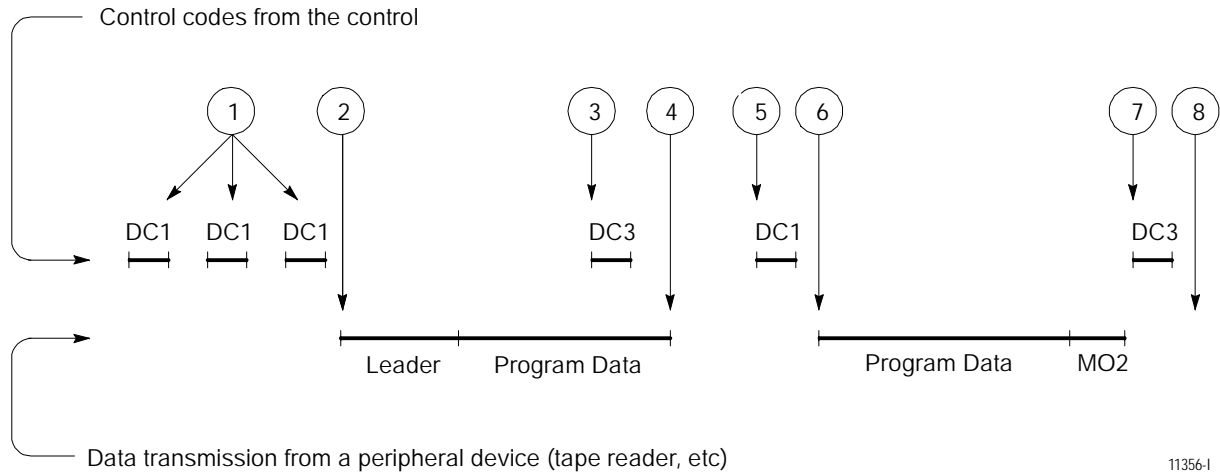 Control codes from the control
1 2 3 4 5 6 7 8
DC1 DC1 DC1 DC3 DC1 DC3
Leader Program Data Program Data MO2
Data transmission from a peripheral device (tape reader, etc)
11356-I